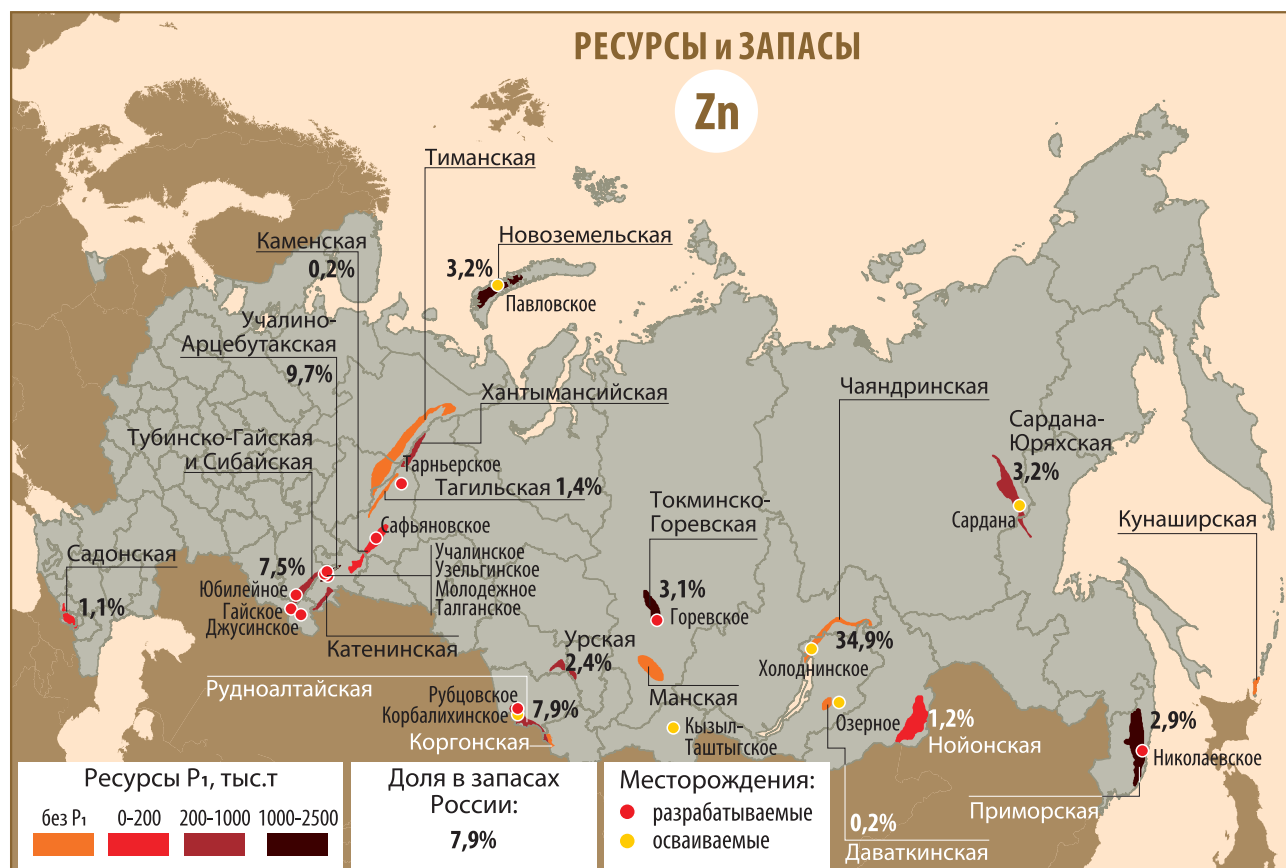 РЕСУРСЫ и ЗАПАСЫ
Zn
Тиманская
Каменская
0,2%
Новоземельская
3,2%
Павловское
Учалино-
Арцебутакская
9,7%
Хантымансийская
Чаяндринская
Тубинско-Гайская
и Сибайская
Тарньерское
Тагильская 1,4%
Сардана-
Юряхская
3,2%
Сардана
Токминско-
Горевская
Кунаширская
Сафьяновское
Садонская
1,1%
7,5%
Юбилейное
Гайское
Джусинское
Учалинское
Узельгинское
Молодежное
Талганское
3,1%
Горевское
Катенинская
Урская
2,4%
34,9%
Холоднинское
Рудноалтайская
Манская
Рубцовское
Корбалихинское
7,9%
Коргонская
Кызыл-
Таштыгское
Озерное
1,2%
Нойонская
2,9%
Николаевское
Приморская
0,2%
Даваткинская
Ресурсы P₁, тыс.т
без P₁
0-200
200-1000
1000-2500
Доля в запасах
России:
7,9%
Месторождения:
разрабатываемые
осваиваемые